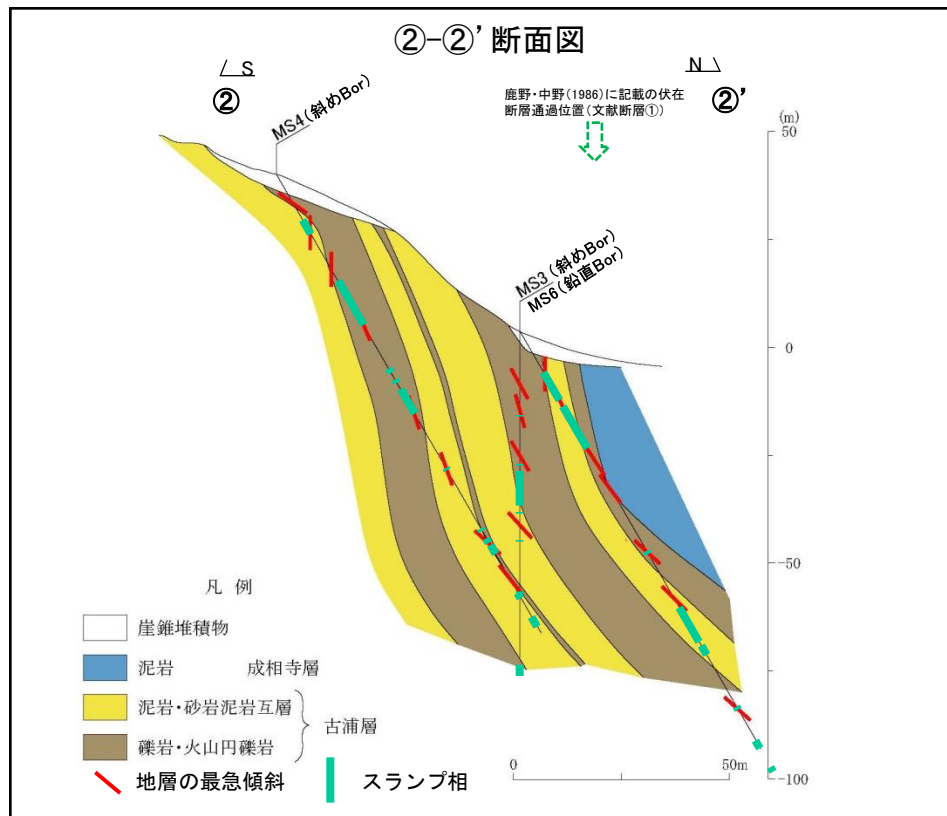 ②-②’断面図
S
②
N
②’
鹿野・中野(1986)に記載の伏在
断層通過位置(文献断層①)
(m)
50
MS4(斜めBor)
MS3(斜めBor)
MS6(鉛直Bor)
0
-50
-100
凡 例
崖錐堆積物
泥岩 成相寺層
泥岩・砂岩泥岩互層
古浦層
礫岩・火山円礫岩
地層の最急傾斜
スランプ相
0
50m